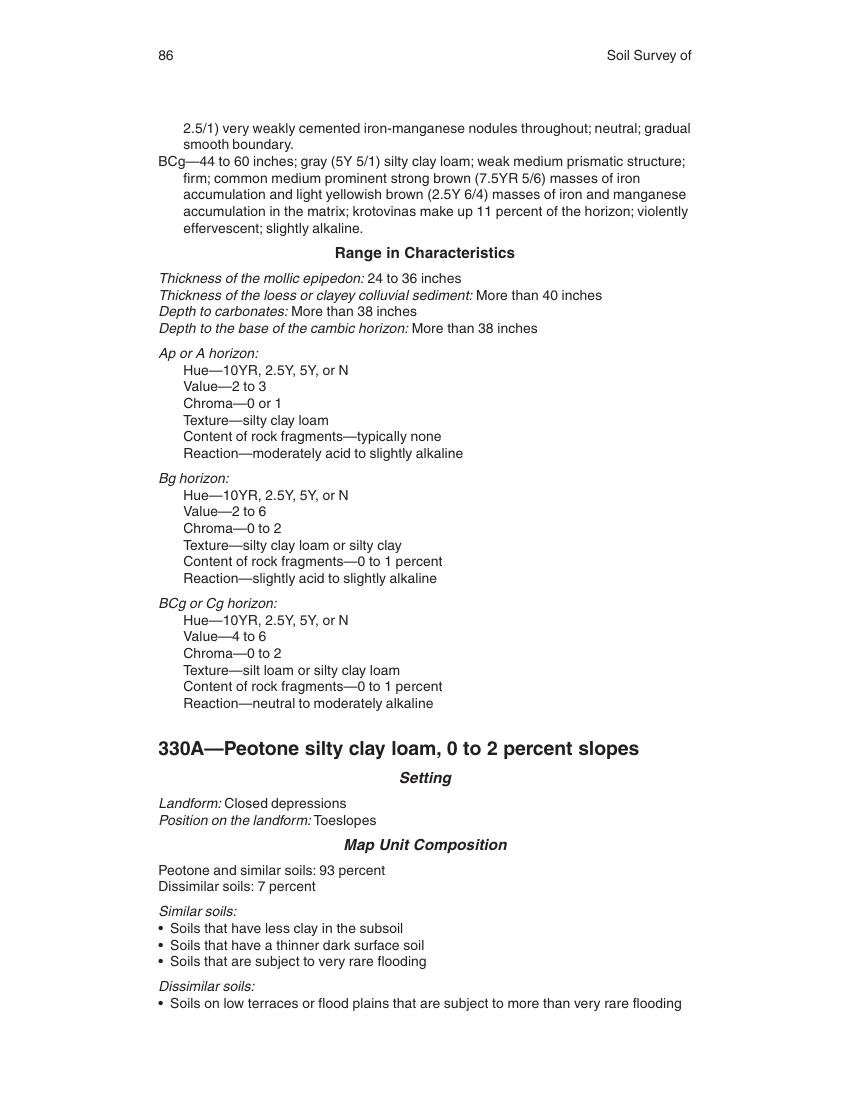 86
Soil Survey of
2.5/1) very weakly cemented iron-manganese nodules throughout; neutral; gradual
smooth boundary.
BCg—44 to 60 inches; gray (5Y 5/1) silty clay loam; weak medium prismatic structure;
firm; common medium prominent strong brown (7.5YR 5/6) masses of iron
accumulation and light yellowish brown (2.5Y 6/4) masses of iron and manganese
accumulation in the matrix; krotovinas make up 11 percent of the horizon; violently
effervescent; slightly alkaline.
Range in Characteristics
Thickness of the mollic epipedon: 24 to 36 inches
Thickness of the loess or clayey colluvial sediment: More than 40 inches
Depth to carbonates: More than 38 inches
Depth to the base of the cambic horizon: More than 38 inches
Ap or A horizon:
Hue—10YR, 2.5Y, 5Y, or N
Value—2 to 3
Chroma—0 or 1
Texture—silty clay loam
Content of rock fragments—typically none
Reaction—moderately acid to slightly alkaline
Bg horizon:
Hue—10YR, 2.5Y, 5Y, or N
Value—2 to 6
Chroma—0 to 2
Texture—silty clay loam or silty clay
Content of rock fragments—0 to 1 percent
Reaction—slightly acid to slightly alkaline
BCg or Cg horizon:
Hue—10YR, 2.5Y, 5Y, or N
Value—4 to 6
Chroma—0 to 2
Texture—silt loam or silty clay loam
Content of rock fragments—0 to 1 percent
Reaction—neutral to moderately alkaline
330A—Peotone silty clay loam, 0 to 2 percent slopes
Setting
Landform: Closed depressions
Position on the landform: Toeslopes
Map Unit Composition
Peotone and similar soils: 93 percent
Dissimilar soils: 7 percent
Similar soils:
• Soils that have less clay in the subsoil
• Soils that have a thinner dark surface soil
• Soils that are subject to very rare flooding
Dissimilar soils:
• Soils on low terraces or flood plains that are subject to more than very rare flooding